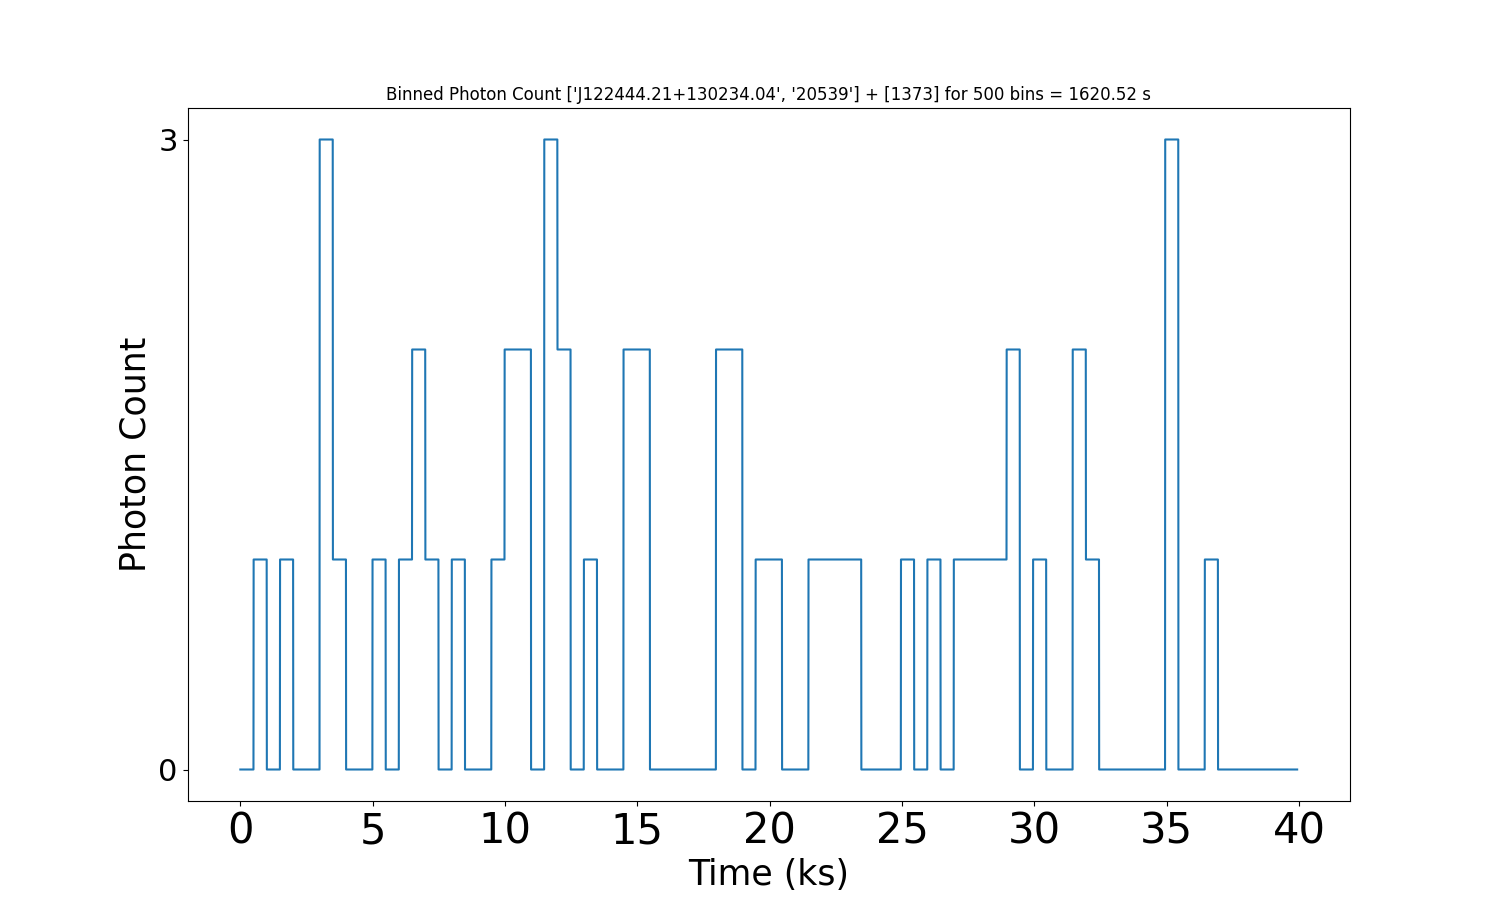 Binned Photon Count ['J122444.21+130234.04', '20539'] + [1373] for 500 bins = 1620.52 s
3
Photon Count
0
0 5 10 15 20 25 30 35 40
Time (ks)